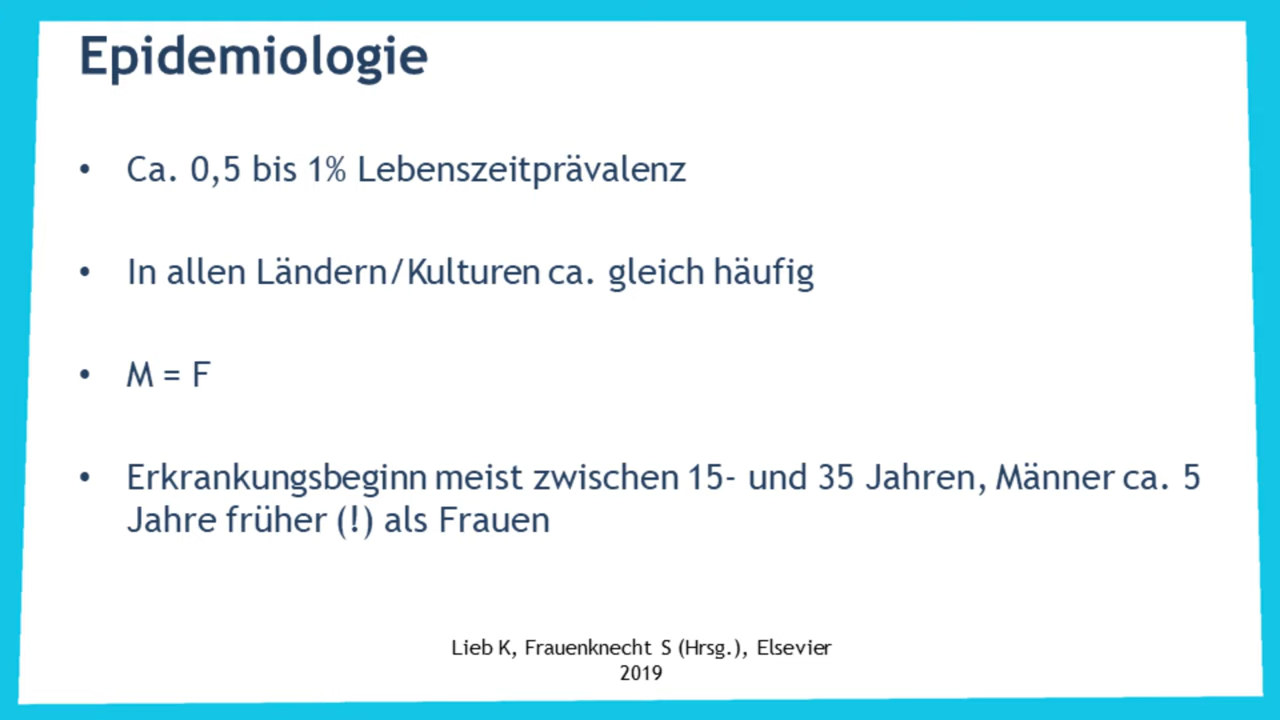 Epidemiologie
• Ca. 0,5 bis 1% Lebenszeitprävalenz
• In allen Ländern/Kulturen ca. gleich häufig
• M = F
• Erkrankungsbeginn meist zwischen 15- und 35 Jahren, Männer ca. 5
Jahre früher (!) als Frauen
Lieb K, Frauenknecht S (Hrsg.), Elsevier
2019